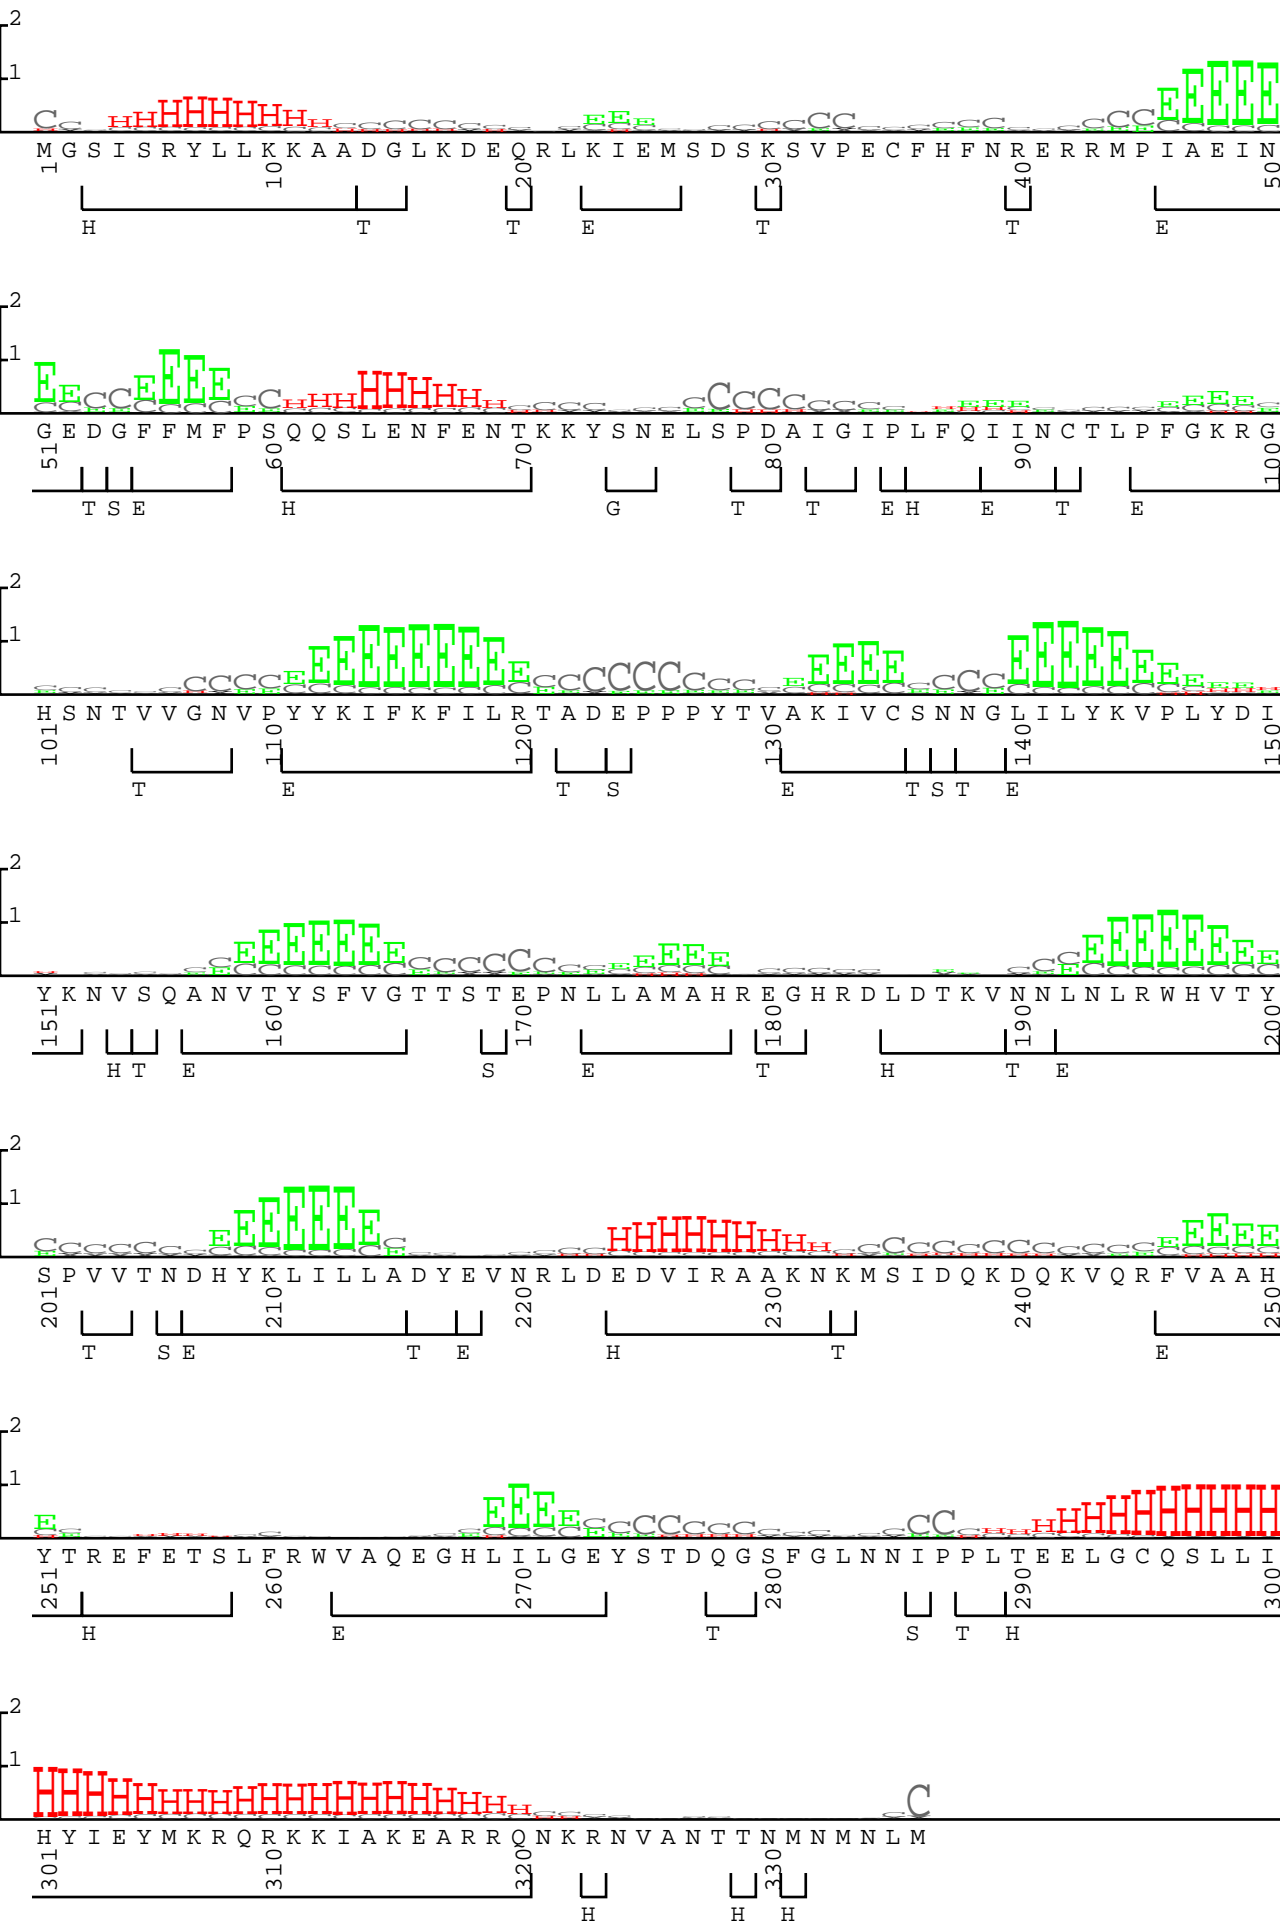 2
1
M G S I S R Y L L K K A A D G L K D E Q R L K I E M S D S K S V P E C F H F N R E R R M P I A E I N
1 10 20 30 40 50
H T T E T T E
2
1
G E D G F F M F P S Q Q S L E N F E N T K K Y S N E L S P D A I G I P L F Q I I N C T L P F G K R G
51 60 70 80 90 100
T S E H G T T E H E T E
2
1
H S N T V V G N V P Y Y K I F K F I L R T A D E P P P Y T V A K I V C S N N G L I L Y K V P L Y D I
101 110 120 130 140 150
T E T S E T S T E
2
1
Y K N V S Q A N V T Y S F V G T T S T E P N L L A M A H R E G H R D L D T K V N N L N L R W H V T Y
151 160 170 180 190 200
H T E S E T H T E
2
1
S P V V T N D H Y K L I L L A D Y E V N R L D E D V I R A A K N K M S I D Q K D Q K V Q R F V A A H
201 210 220 230 240 250
T S E T E H T E
2
1
Y T R E F E T S L F R W V A Q E G H L I L G E Y S T D Q G S F G L N N I P P L T E E L G C Q S L L I
251 260 270 280 290 300
H E T S T H
2
1
H Y I E Y M K R Q R K K I A K E A R R Q N K R N V A N T T N M N M N L M
301 310 320 330
H H H